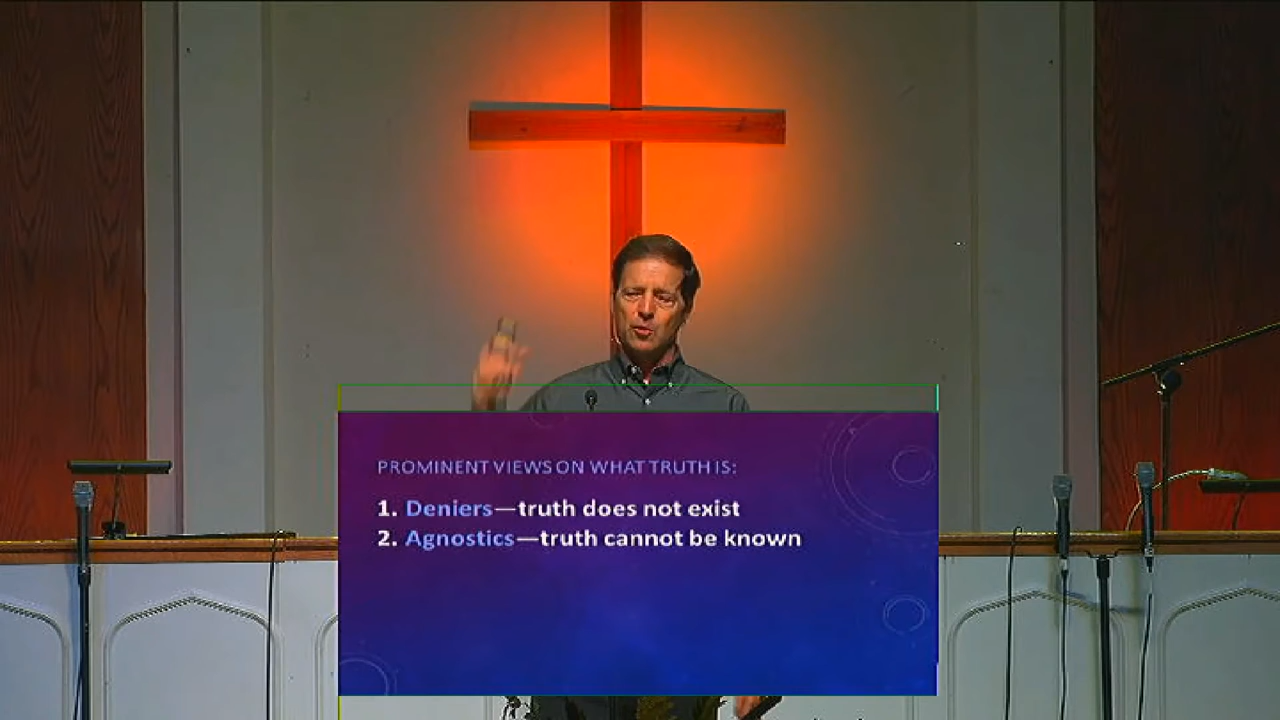 PROMINENT VIEWS ON WHAT TRUTH IS:
1. Deniers—truth does not exist
2. Agnostics—truth cannot be known